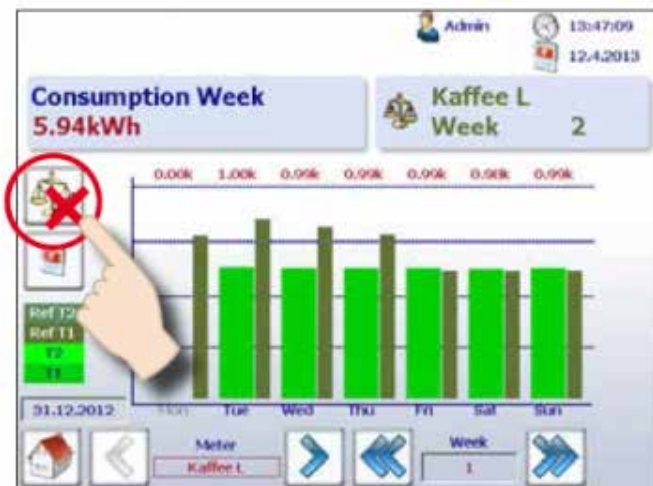 Admin 13:47:09
12.4.2013
Consumption Week
5.94kWh
Kaffee L
Week 2
0.00k 1.00k 0.99k 0.99k 0.99k 0.98k 0.99k
Ref T2
Ref T1
T2
T1
31.12.2012
Mon Tue Wed Thu Fri Sat Sun
Meter
Kaffee L
Week
1